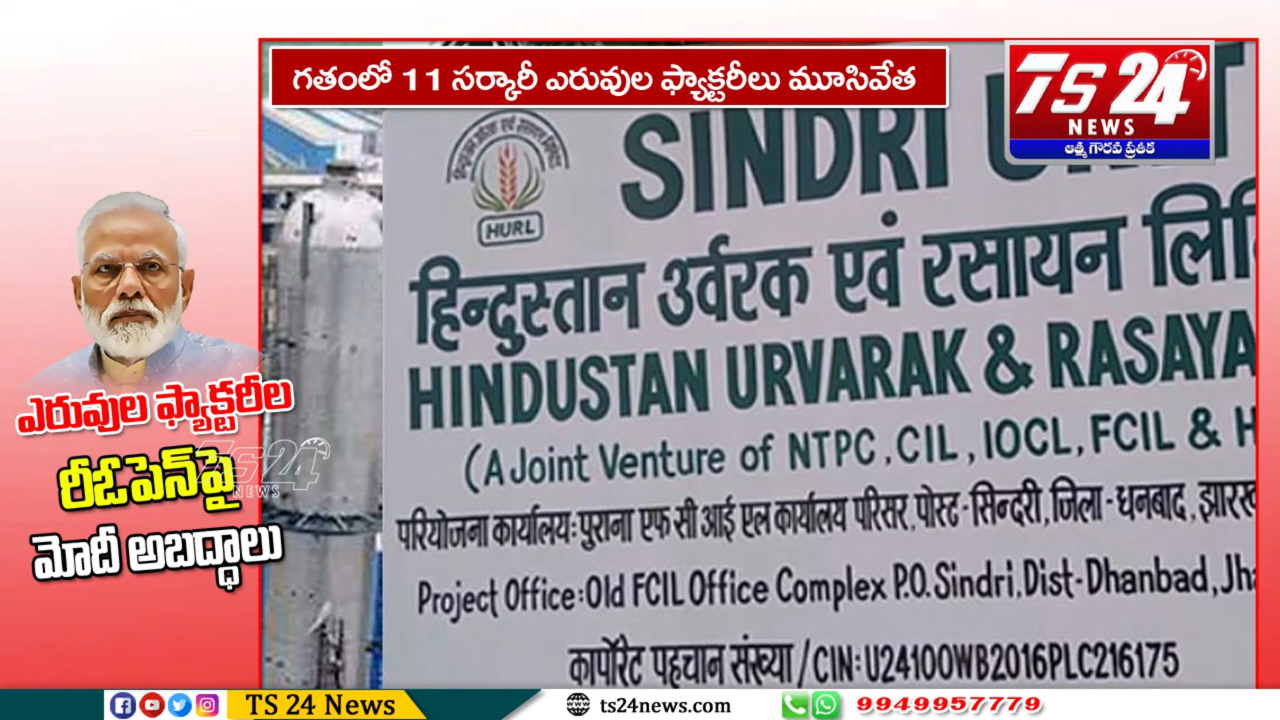 గతంలో 11 సర్కారీ ఎరువుల ఫ్యాక్టరీలు మూసివేత
TS 24
NEWS
ఆత్మ గౌరవ ప్రతీక
SINDRI
HURL
हिन्दुस्तान उर्वरक एवं रसायन
HINDUSTAN URVARAK & RASAYA
(A Joint Venture of NTPC, CIL, IOCL, FCIL & H
परियोजना कार्यालय: पुराना एफ सी आई एल कार्यालय परिसर, पोस्ट-सिन्दरी, जिला-धनबाद, झारख
Project Office: Old FCIL Office Complex P.O. Sindri, Dist-Dhanbad, Jha
कार्पोरेट पहचान संख्या / CIN: U24100WB2016PLC216175
ఎరువుల ఫ్యాక్టరీల
రీఓపెన్‌పై
మోదీ అబద్ధాలు
TS 24
NEWS
TS 24 News
ts24news.com
9949957779